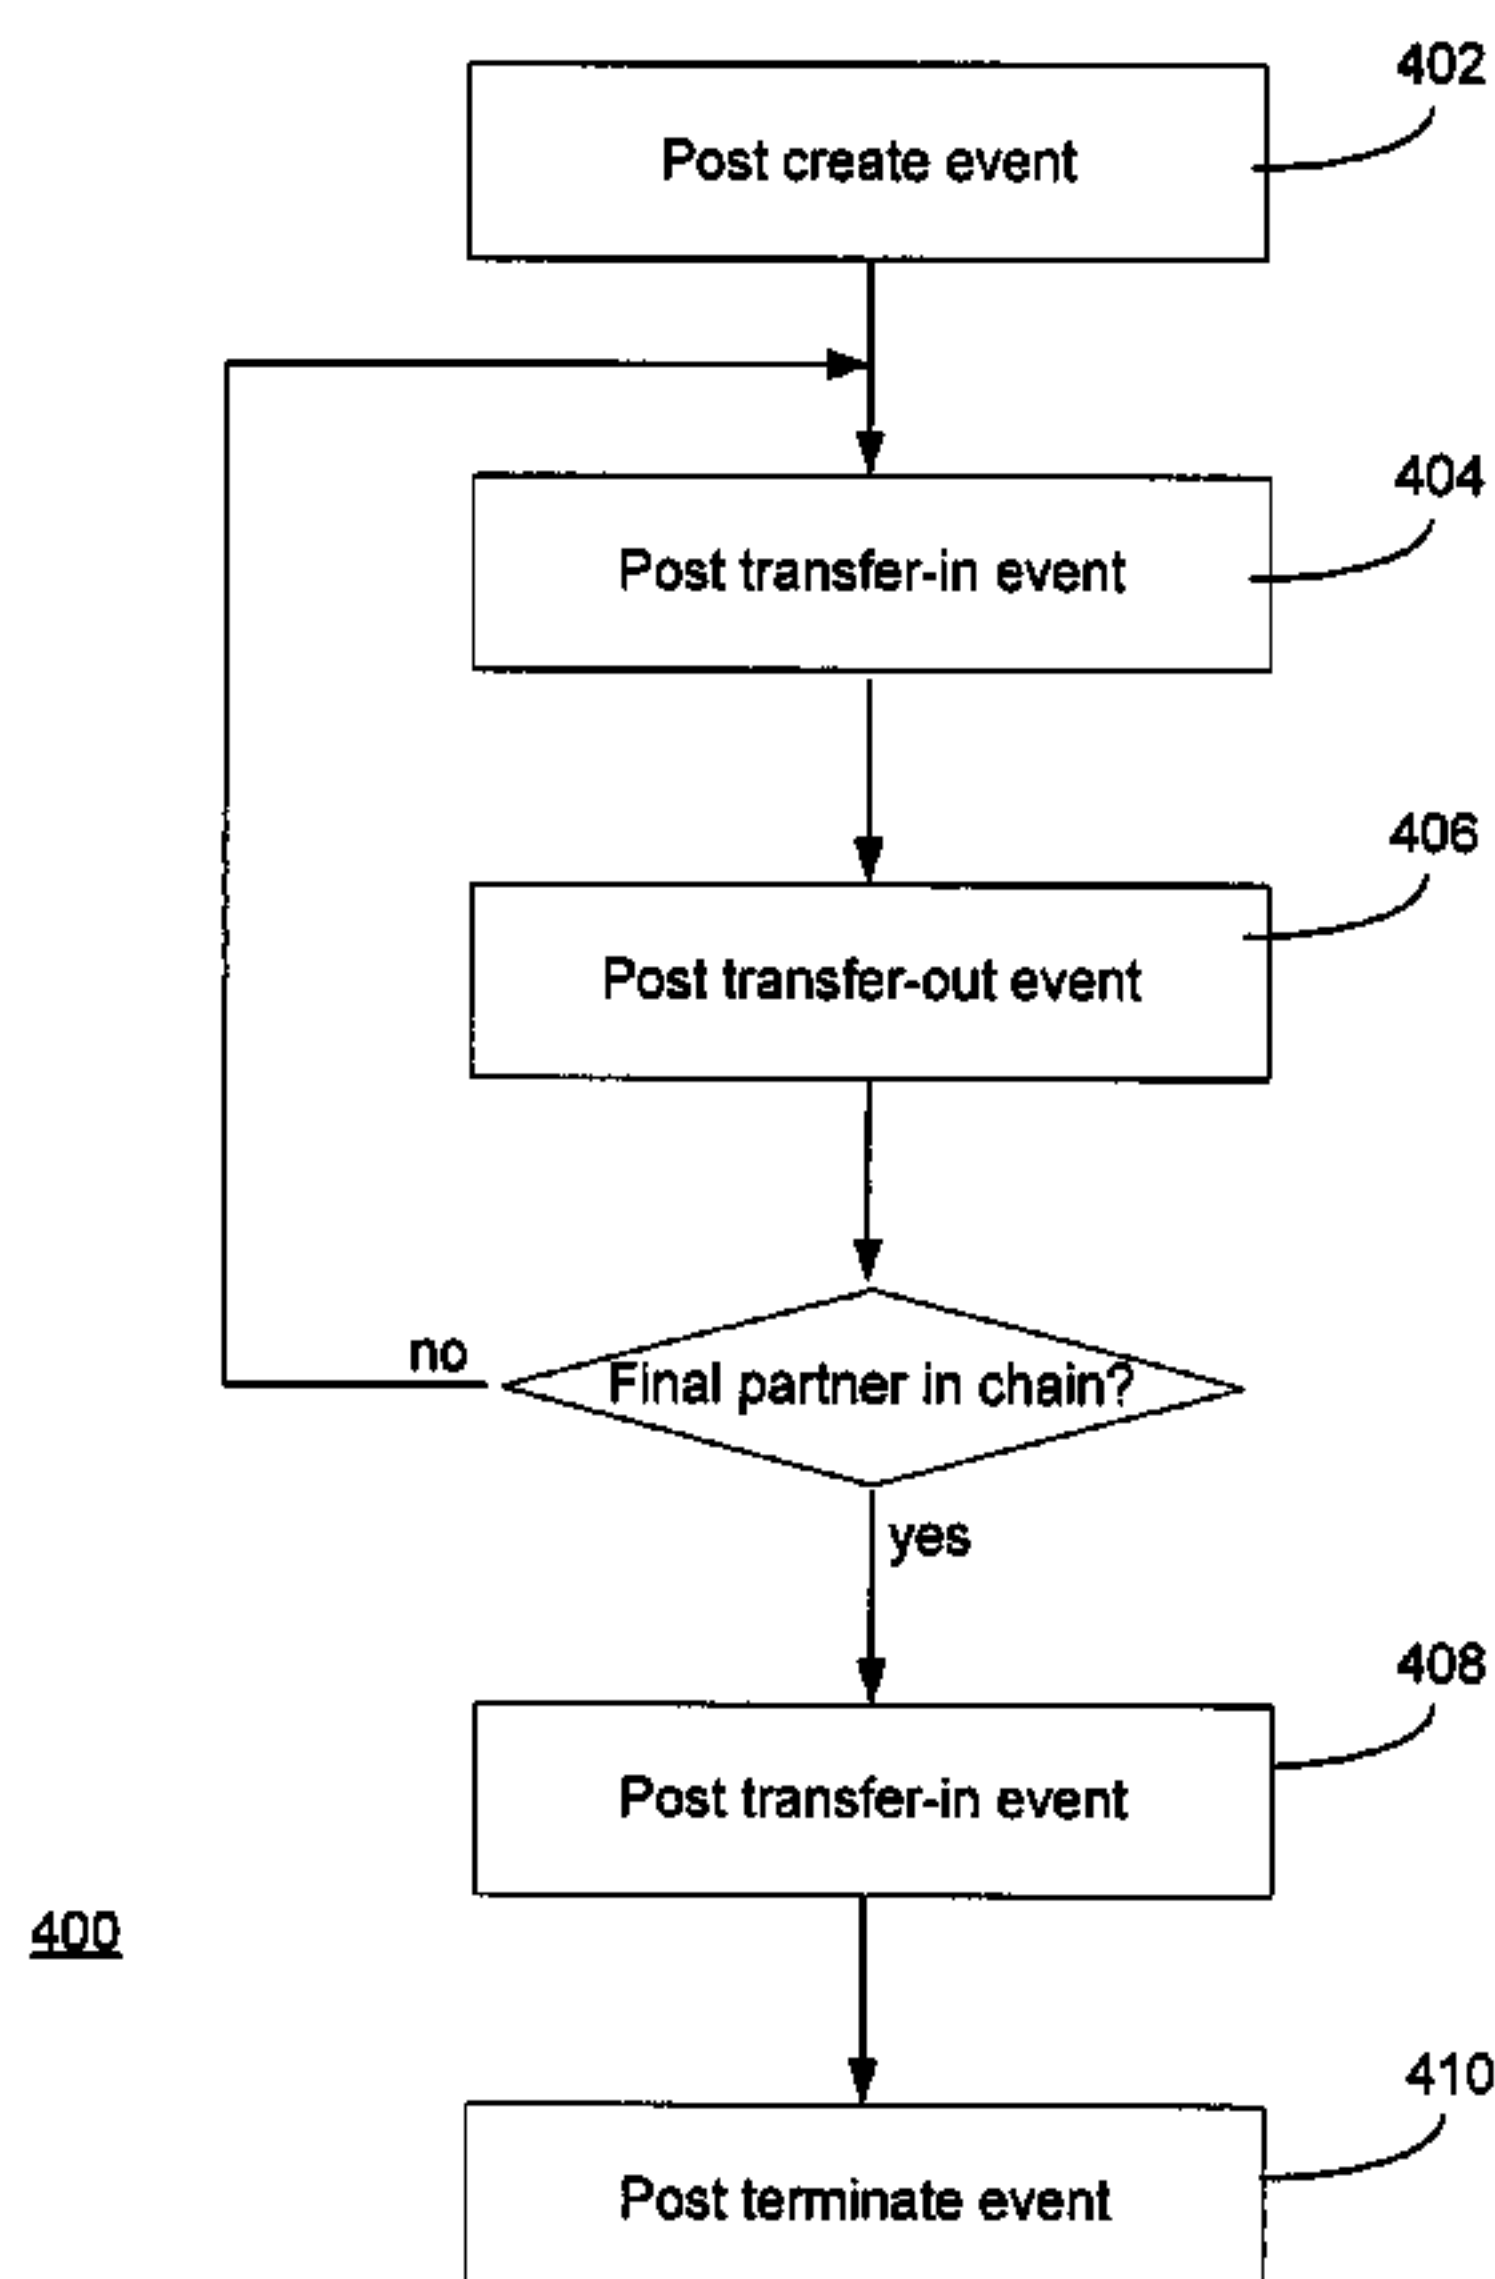 402
Post create event
404
Post transfer-in event
406
Post transfer-out event
no
Final partner in chain?
yes
408
Post transfer-in event
400
410
Post terminate event